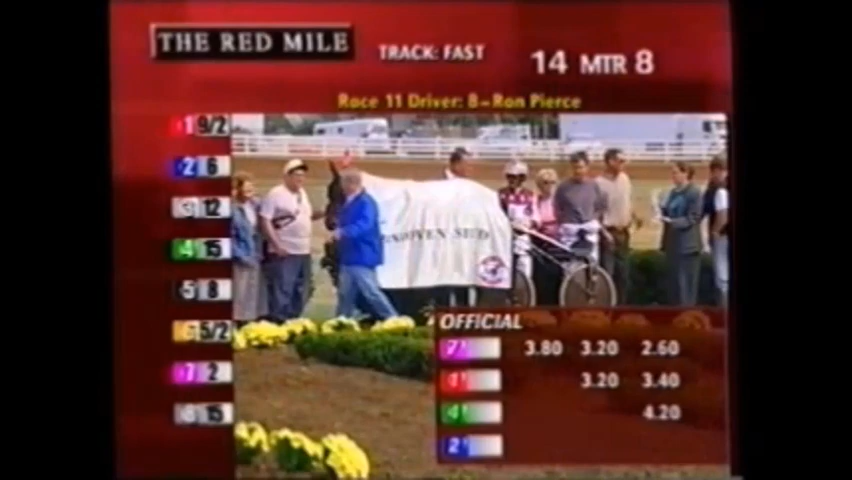 THE RED MILE
TRACK: FAST
14 MTR 8
Race 11 Driver: 8-Ron Pierce
1 9/2
2 6
3 12
4 15
5 8
6 5/2
7 2
8 15
STUD
OFFICIAL
7 3.80 3.20 2.60
1 3.20 3.40
4 4.20
2